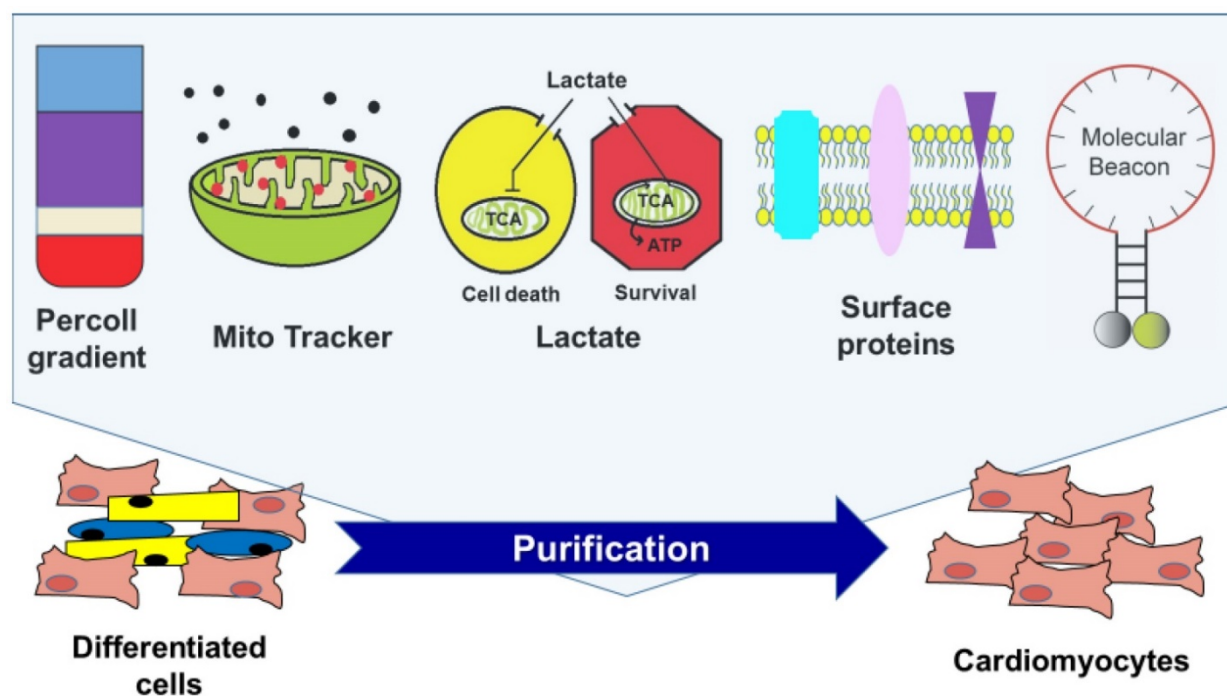 Lactate
Molecular
Beacon
TCA
TCA
ATP
Cell death
Survival
Percoll
gradient
Mito Tracker
Lactate
Surface
proteins
Purification
Differentiated
cells
Cardiomyocytes